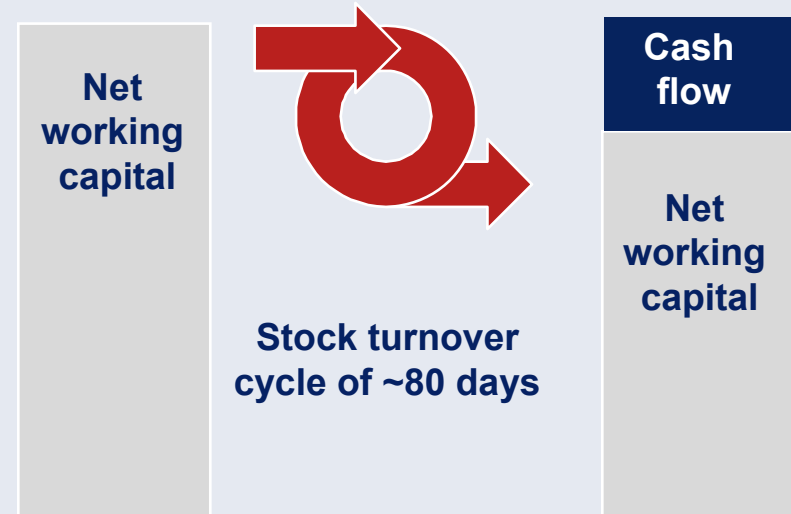 Net
working
capital
Stock turnover
cycle of ~80 days
Cash
flow
Net
working
capital